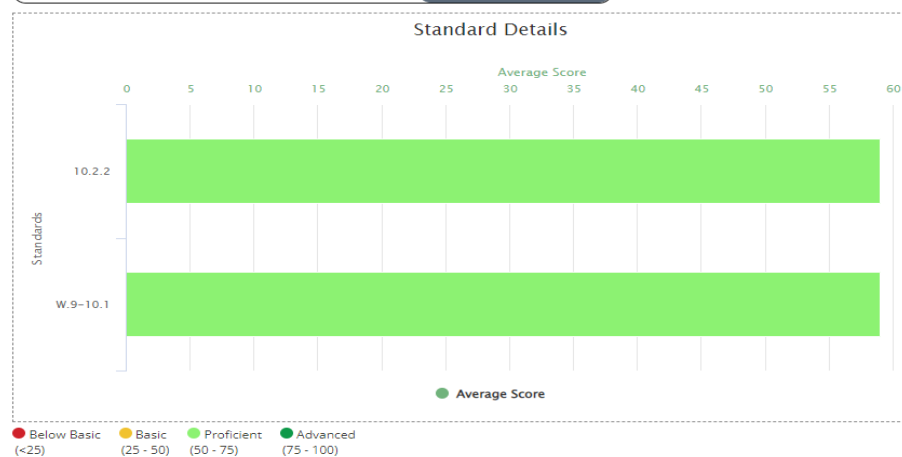 Standard Details
Average Score
0 5 10 15 20 25 30 35 40 45 50 55 60
10.2.2
Standards
W.9-10.1
Average Score
Below Basic Basic Proficient Advanced
(<25) (25 - 50) (50 - 75) (75 - 100)